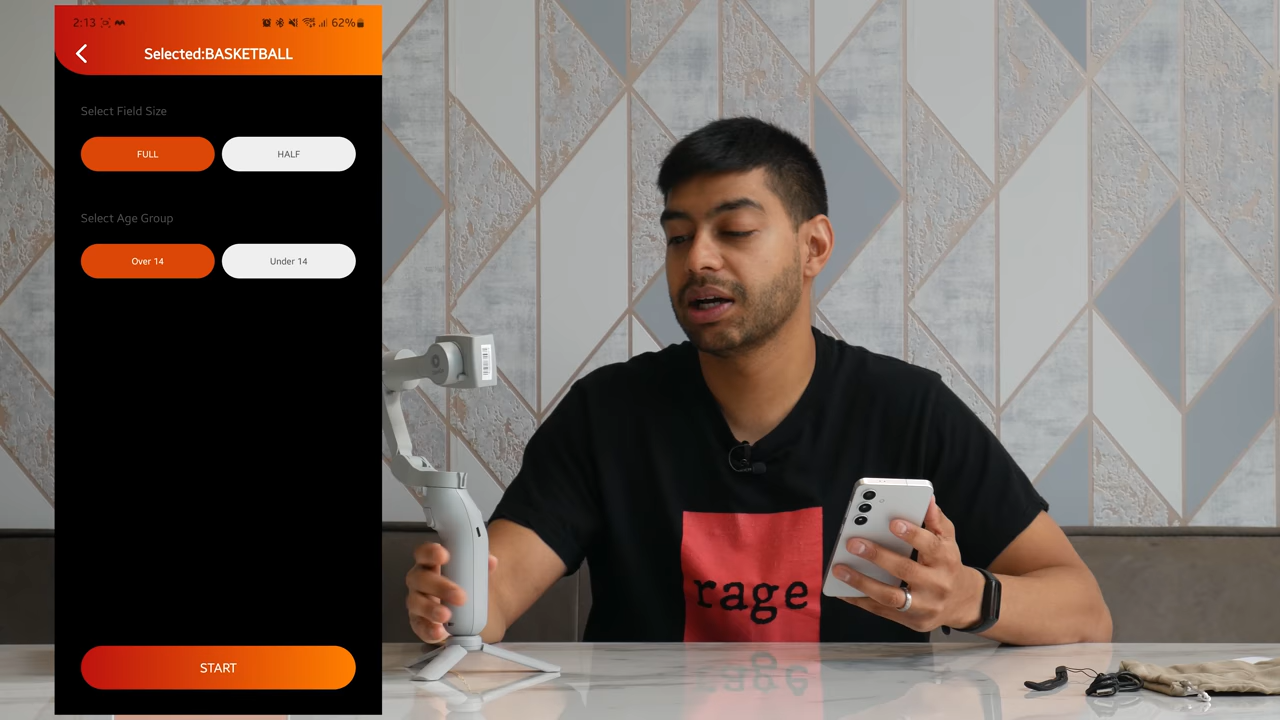 2:13
62%
Selected:BASKETBALL
Select Field Size
FULL
HALF
Select Age Group
Over 14
Under 14
START
rage